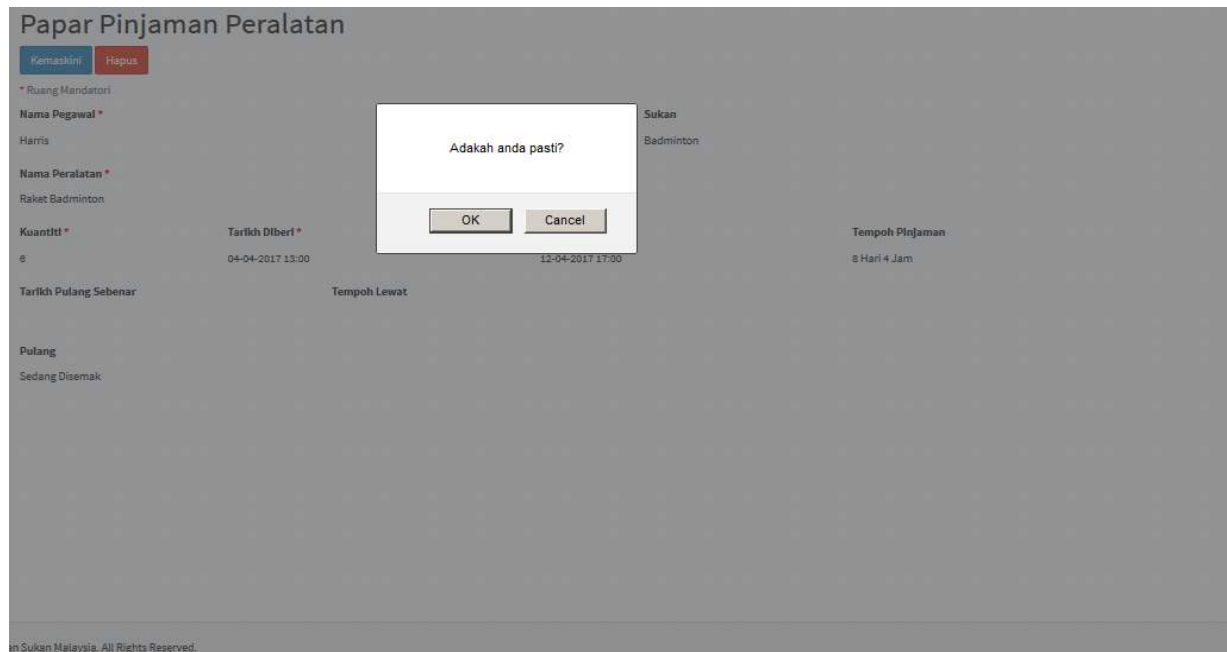 Papar Pinjaman Peralatan
Kemaskini Hapus
* Ruang Mandatori
Nama Pegawai * Sukan
Harris Badminton
Adakah anda pasti?
Nama Peralatan *
Raket Badminton
OK Cancel
Kuantiti * Tarikh Diberi * Tempoh Pinjaman
6 04-04-2017 13:00 12-04-2017 17:00 8 Hari 4 Jam
Tarikh Pulang Sebenar Tempoh Lewat
Pulang
Sedang Disemak
an Sukan Malaysia. All Rights Reserved.